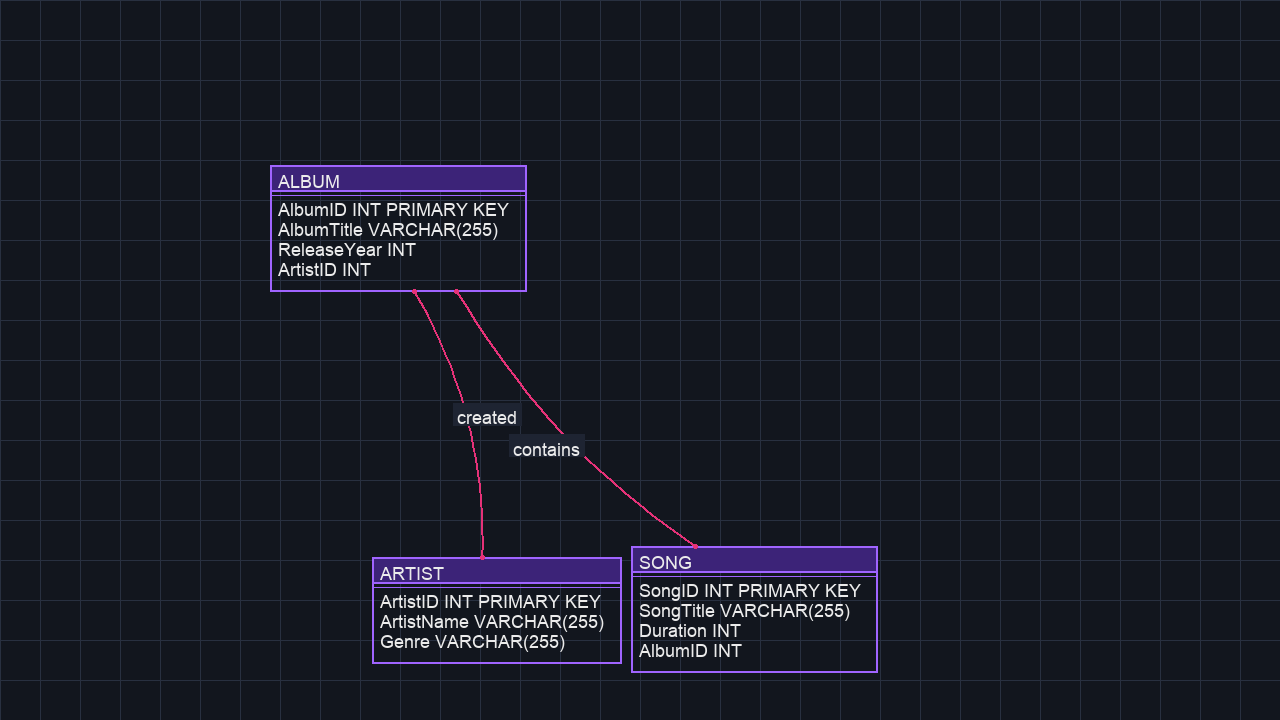 ALBUM
AlbumID INT PRIMARY KEY
AlbumTitle VARCHAR(255)
ReleaseYear INT
ArtistID INT
created
contains
ARTIST
ArtistID INT PRIMARY KEY
ArtistName VARCHAR(255)
Genre VARCHAR(255)
SONG
SongID INT PRIMARY KEY
SongTitle VARCHAR(255)
Duration INT
AlbumID INT